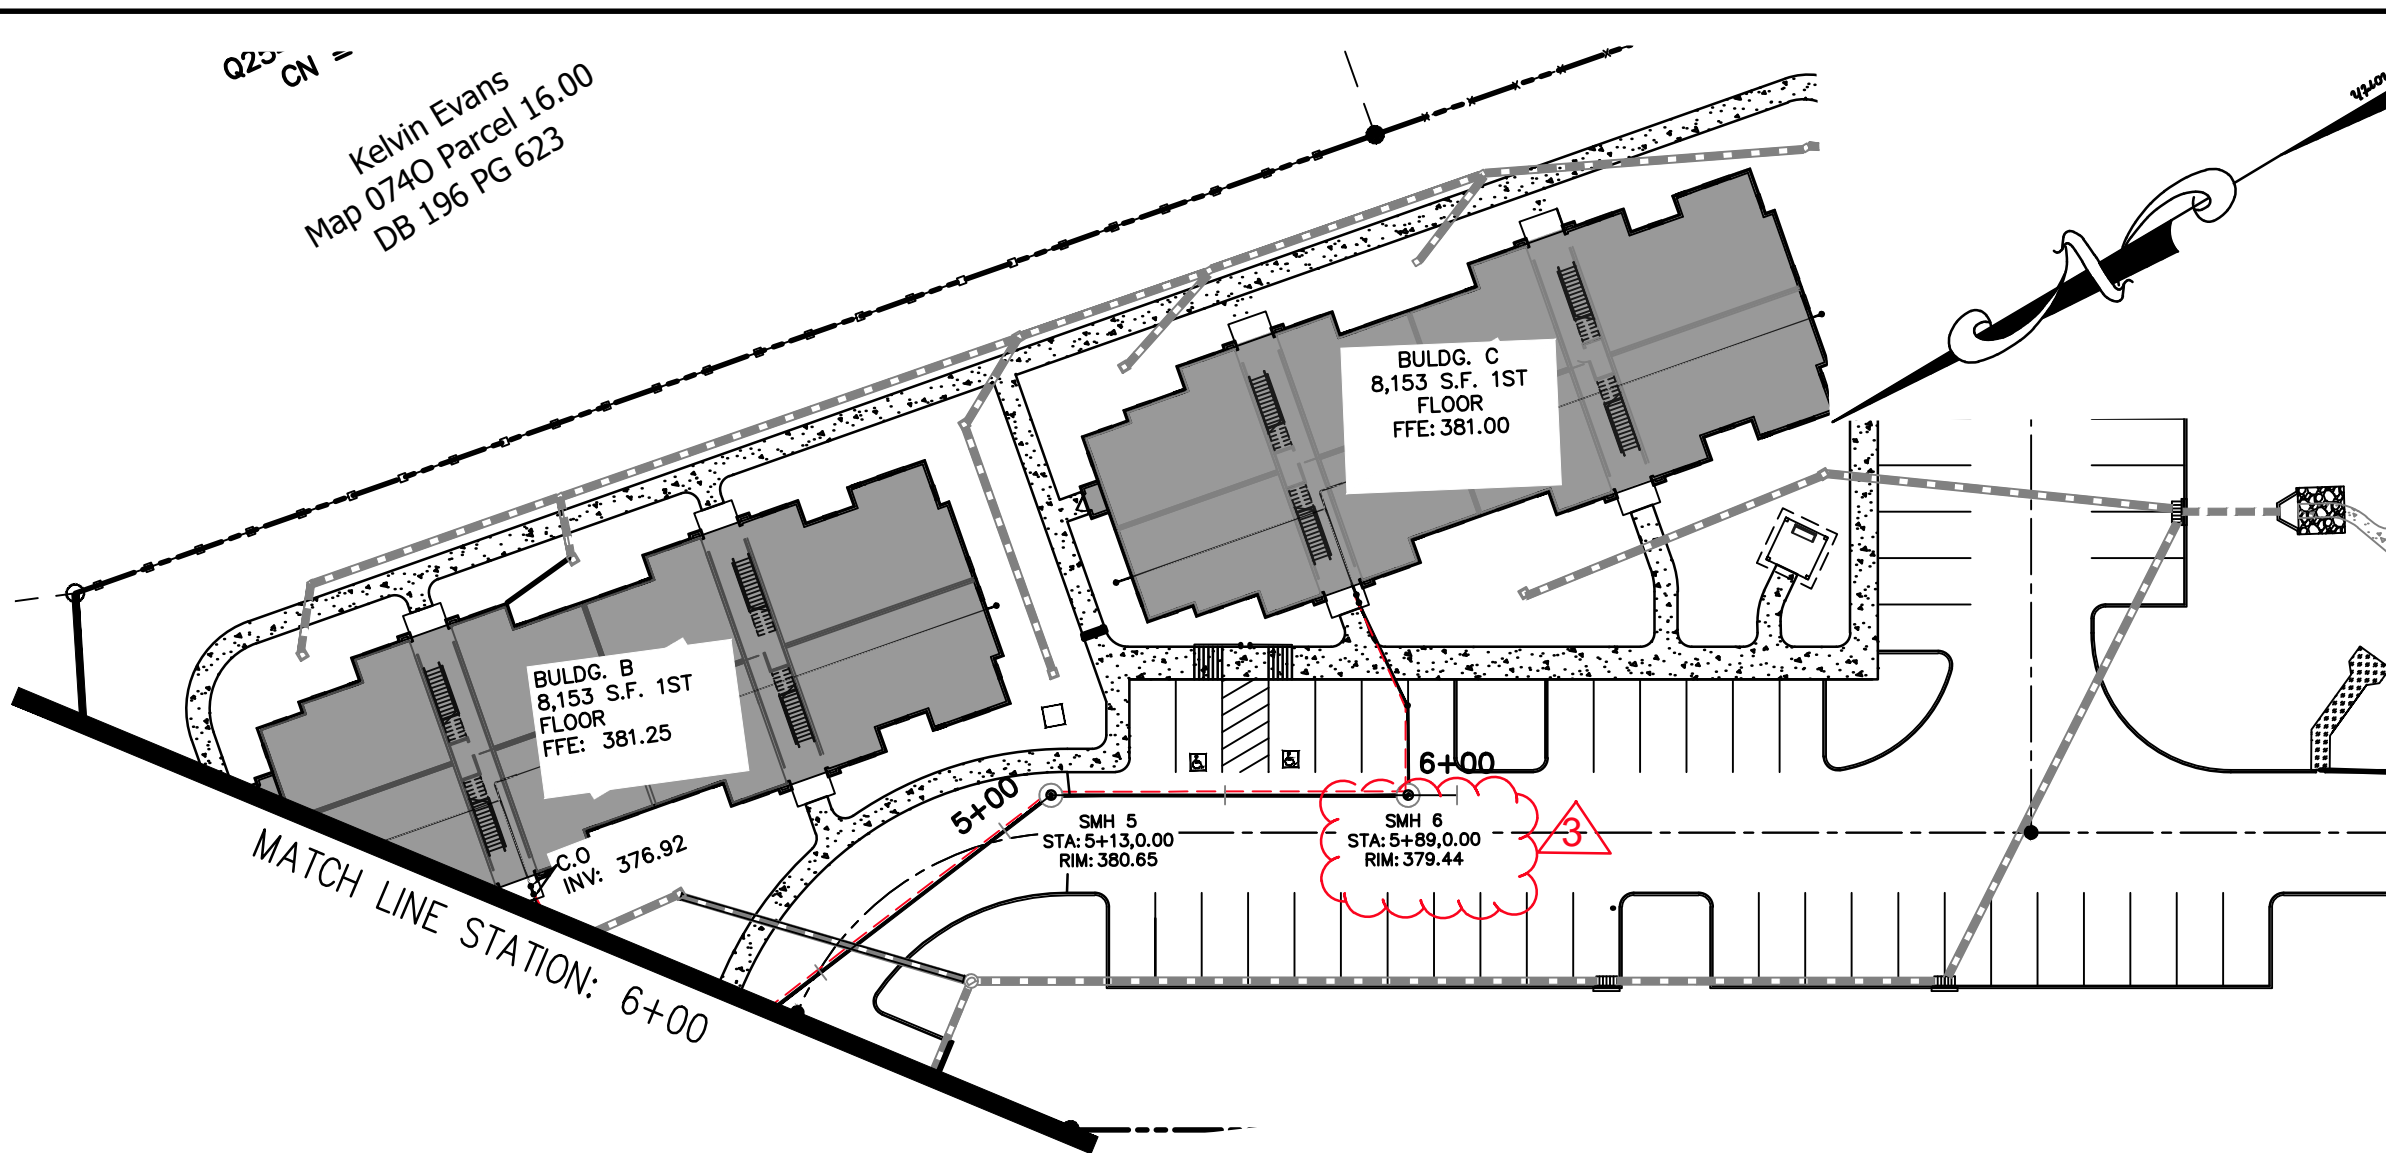 CN =
Kelvin Evans
Map 074O Parcel 16.00
DB 196 PG 623
BULDG. C
8,153 S.F. 1ST
FLOOR
FFE: 381.00
BULDG. B
8,153 S.F. 1ST
FLOOR
FFE: 381.25
C.O
INV: 376.92
5+00
6+00
SMH 5
STA: 5+13,0.00
RIM: 380.65
SMH 6
STA: 5+89,0.00
RIM: 379.44
3
MATCH LINE STATION: 6+00